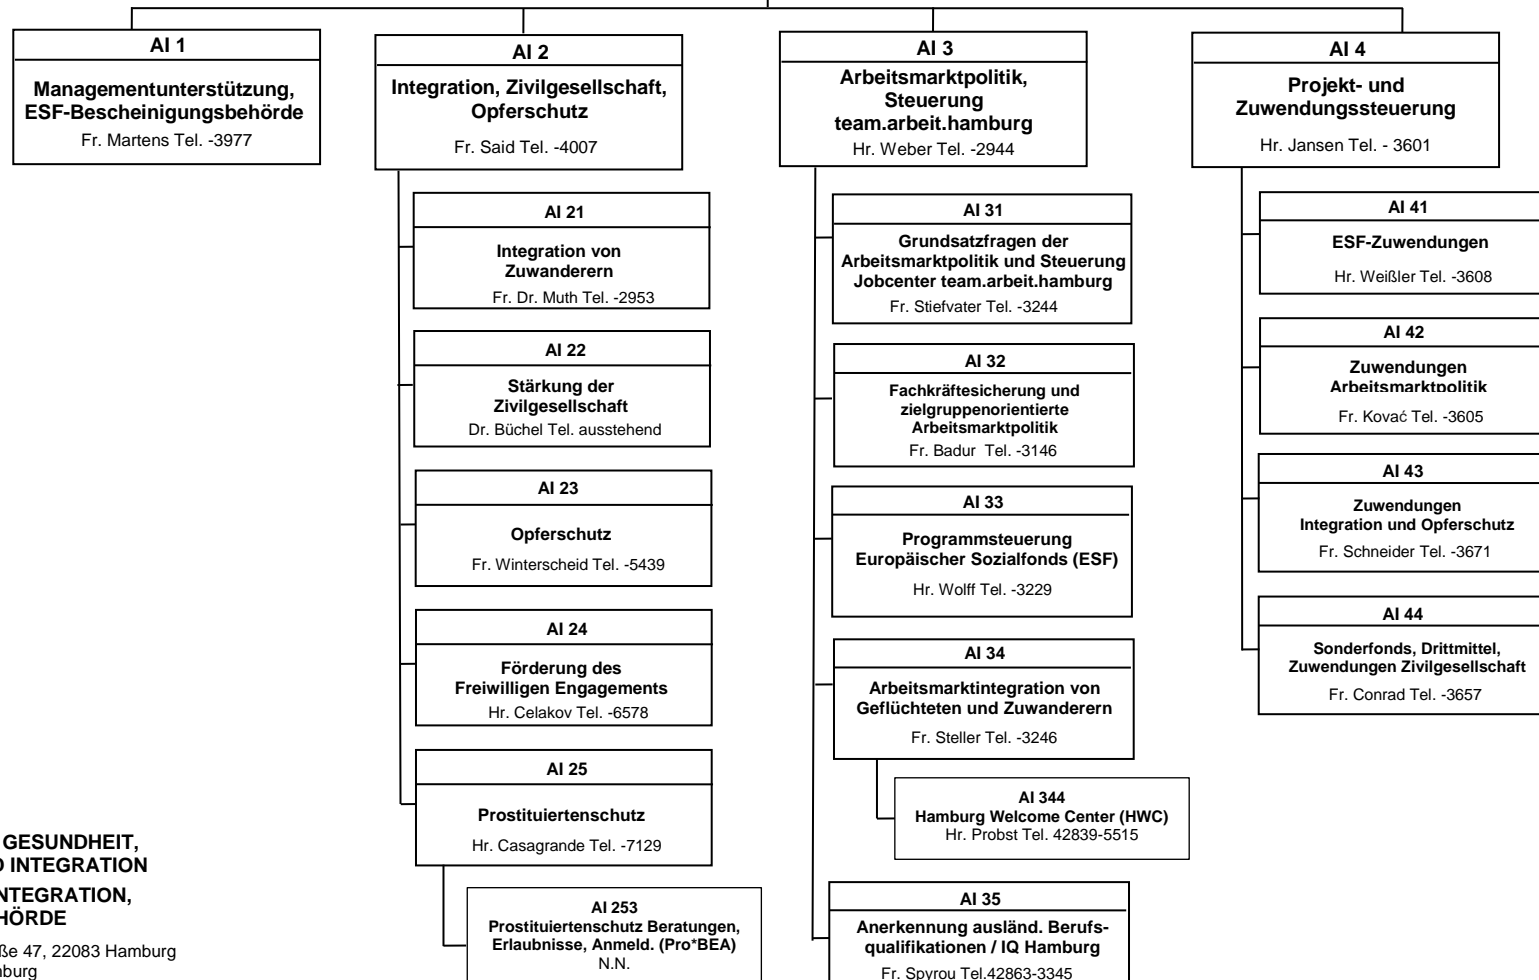 AI 1
Managementunterstützung,
ESF-Bescheinigungsbehörde
Fr. Martens Tel. -3977
AI 2
Integration, Zivilgesellschaft,
Opferschutz
Fr. Said Tel. -4007
AI 21
Integration von
Zuwanderern
Fr. Dr. Muth Tel. -2953
AI 22
Stärkung der
Zivilgesellschaft
Dr. Büchel Tel. ausstehend
AI 23
Opferschutz
Fr. Winterscheid Tel. -5439
AI 24
Förderung des
Freiwilligen Engagements
Hr. Celakov Tel. -6578
AI 25
Prostituiertenschutz
Hr. Casagrande Tel. -7129
AI 253
Prostituiertenschutz Beratungen,
Erlaubnisse, Anmeld. (Pro*BEA)
N.N.
AI 3
Arbeitsmarktpolitik,
Steuerung
team.arbeit.hamburg
Hr. Weber Tel. -2944
AI 31
Grundsatzfragen der
Arbeitsmarktpolitik und Steuerung
Jobcenter team.arbeit.hamburg
Fr. Stiefvater Tel. -3244
AI 32
Fachkräftesicherung und
zielgruppenorientierte
Arbeitsmarktpolitik
Fr. Badur Tel. -3146
AI 33
Programmsteuerung
Europäischer Sozialfonds (ESF)
Hr. Wolff Tel. -3229
AI 34
Arbeitsmarktintegration von
Geflüchteten und Zuwanderern
Fr. Steller Tel. -3246
AI 344
Hamburg Welcome Center (HWC)
Hr. Probst Tel. 42839-5515
AI 35
Anerkennung ausländ. Berufs-
qualifikationen / IQ Hamburg
Fr. Spyrou Tel.42863-3345
AI 4
Projekt- und
Zuwendungssteuerung
Hr. Jansen Tel. - 3601
AI 41
ESF-Zuwendungen
Hr. Weißler Tel. -3608
AI 42
Zuwendungen
Arbeitsmarktpolitik
Fr. Kovać Tel. -3605
AI 43
Zuwendungen
Integration und Opferschutz
Fr. Schneider Tel. -3671
AI 44
Sonderfonds, Drittmittel,
Zuwendungen Zivilgesellschaft
Fr. Conrad Tel. -3657
GESUNDHEIT,
INTEGRATION
47, 22083 Hamburg